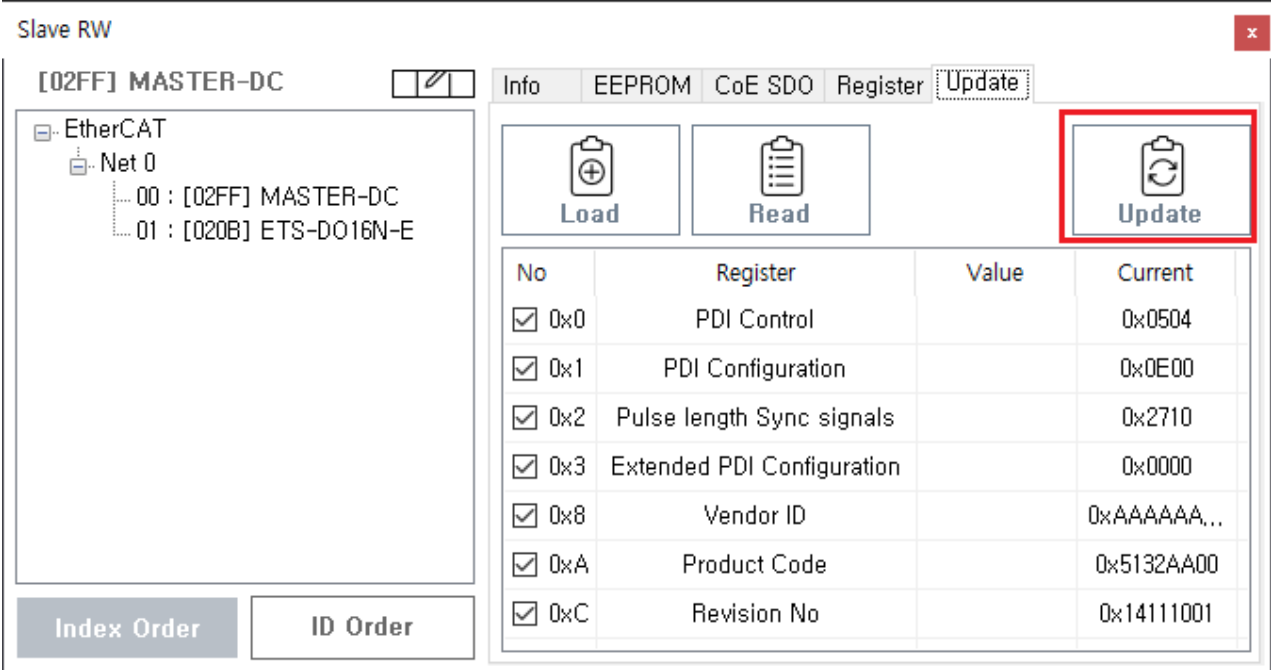 Slave RW
x
[02FF] MASTER-DC
EtherCAT
Net 0
00 : [02FF] MASTER-DC
01 : [020B] ETS-DO16N-E
Index Order
ID Order
Info EEPROM CoE SDO Register Update
Load Read Update
No Register Value Current
0x0 PDI Control 0x0504
0x1 PDI Configuration 0x0E00
0x2 Pulse length Sync signals 0x2710
0x3 Extended PDI Configuration 0x0000
0x8 Vendor ID 0xAAAAAA...
0xA Product Code 0x5132AA00
0xC Revision No 0x14111001